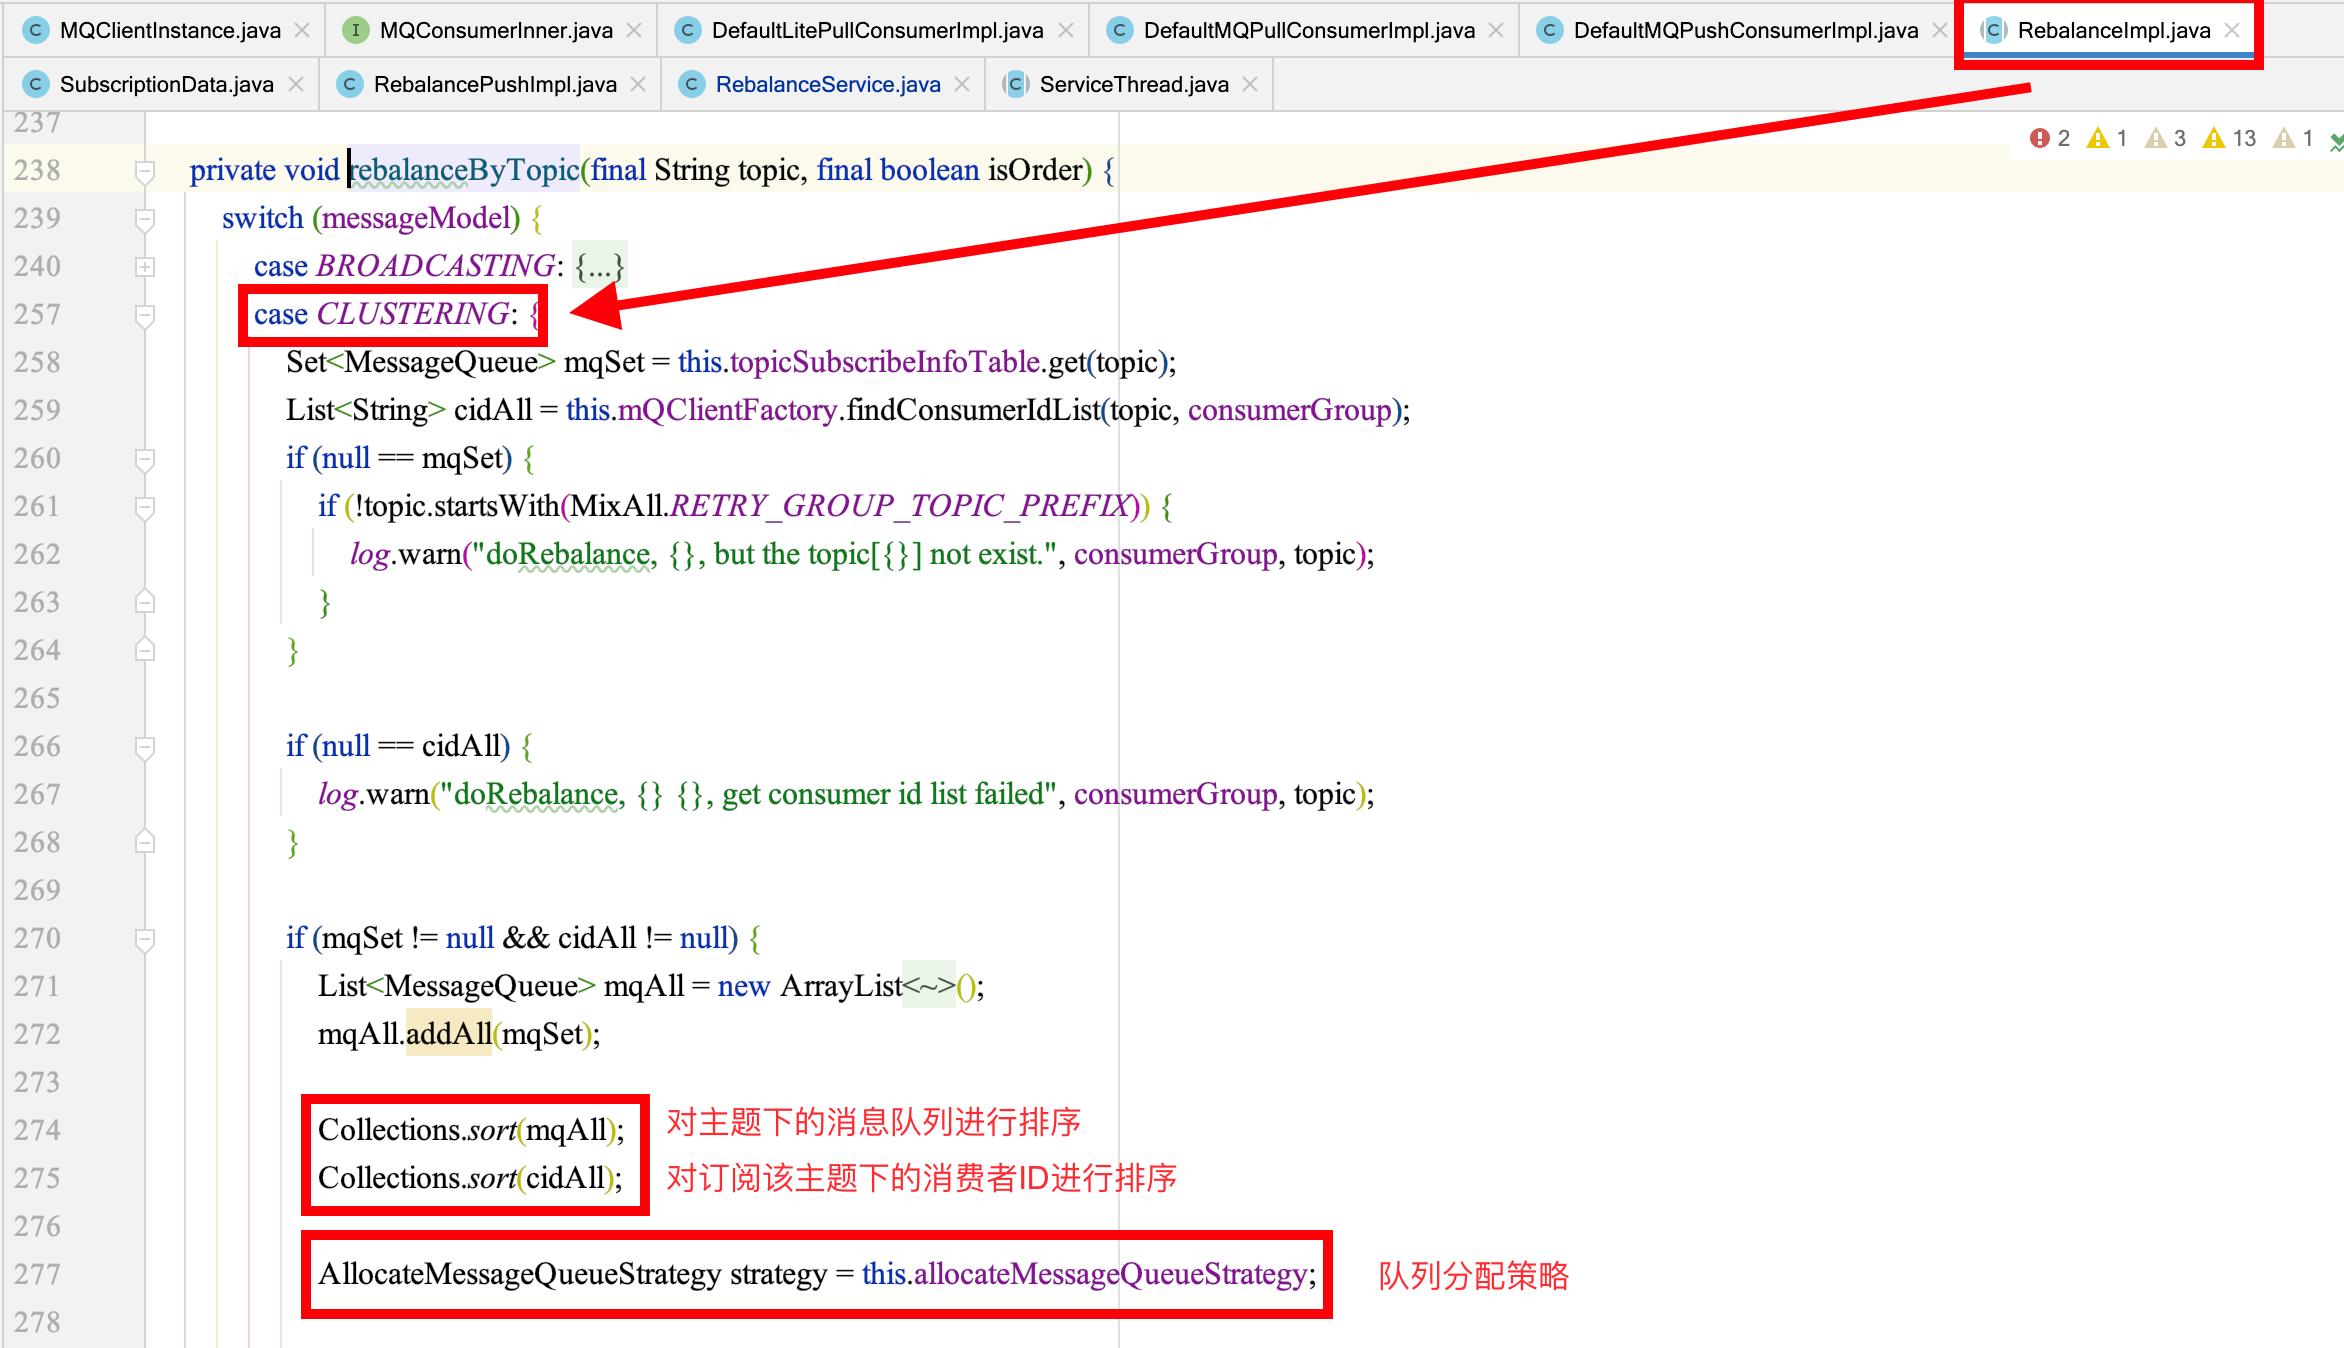 MQClientInstance.java MQConsumerInner.java DefaultLitePullConsumerImpl.java DefaultMQPullConsumerImpl.java DefaultMQPushConsumerImpl.java RebalanceImpl.java
SubscriptionData.java RebalancePushImpl.java RebalanceService.java ServiceThread.java
237
2 1 3 13 1
238 private void rebalanceByTopic(final String topic, final boolean isOrder) {
239 switch (messageModel) {
240 case BROADCASTING: {...}
257 case CLUSTERING: {
258 Set<MessageQueue> mqSet = this.topicSubscribeInfoTable.get(topic);
259 List<String> cidAll = this.mQClientFactory.findConsumerIdList(topic, consumerGroup);
260 if (null == mqSet) {
261 if (!topic.startsWith(MixAll.RETRY_GROUP_TOPIC_PREFIX)) {
262 log.warn("doRebalance, {}, but the topic[{}] not exist.", consumerGroup, topic);
263 }
264 }
265
266 if (null == cidAll) {
267 log.warn("doRebalance, {} {}, get consumer id list failed", consumerGroup, topic);
268 }
269
270 if (mqSet != null && cidAll != null) {
271 List<MessageQueue> mqAll = new ArrayList<~>();
272 mqAll.addAll(mqSet);
273
274 Collections.sort(mqAll); 对主题下的消息队列进行排序
275 Collections.sort(cidAll); 对订阅该主题下的消费者ID进行排序
276
277 AllocateMessageQueueStrategy strategy = this.allocateMessageQueueStrategy; 队列分配策略
278